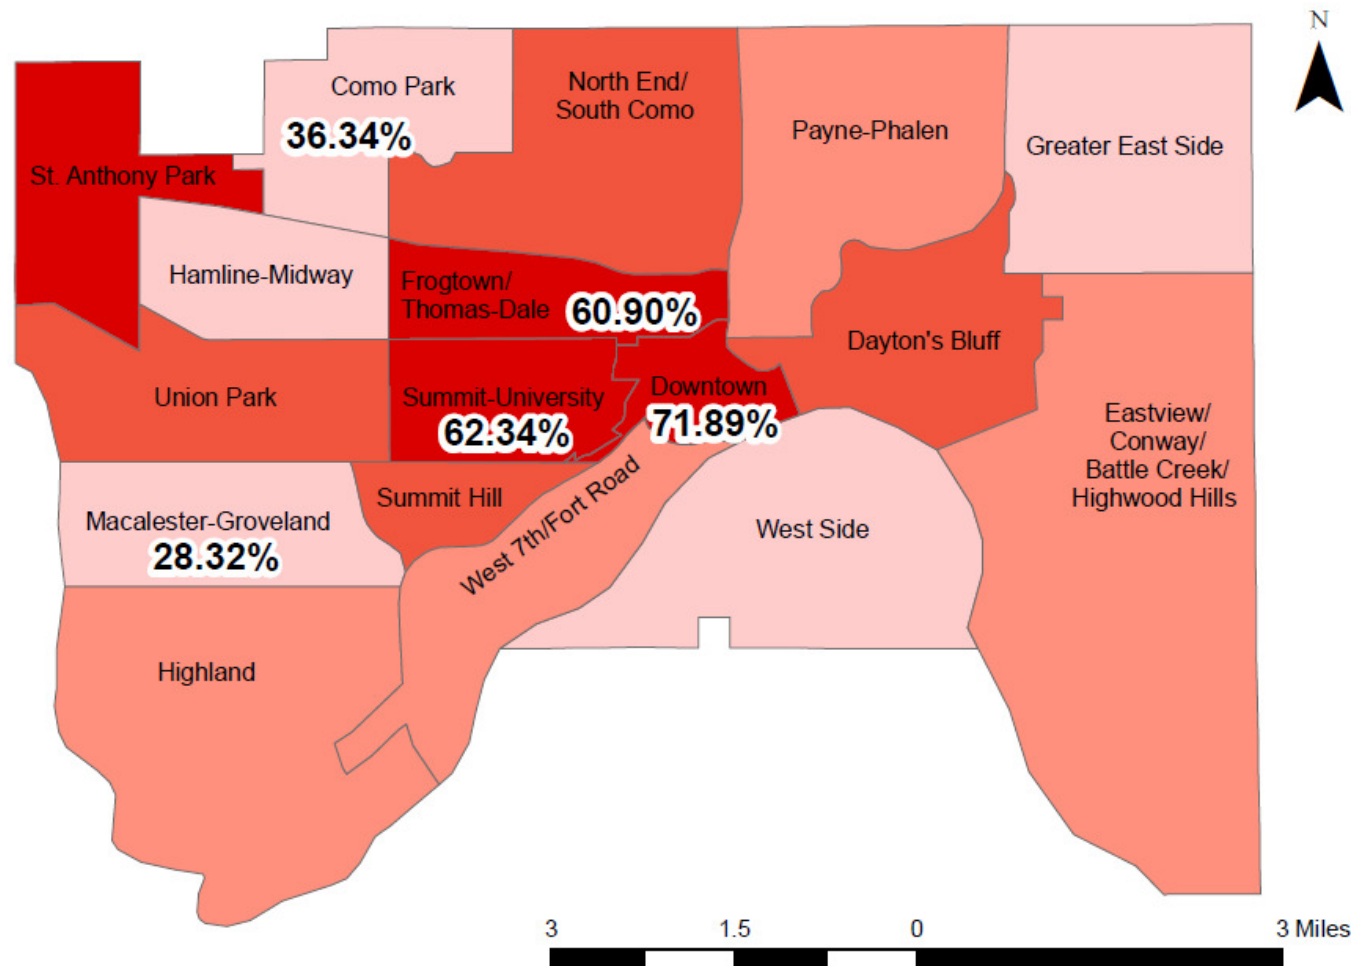 N
Como Park
36.34%
North End/
South Como
Payne-Phalen
Greater East Side
St. Anthony Park
Hamline-Midway
Frogtown/
Thomas-Dale
60.90%
Dayton's Bluff
Union Park
Summit-University
62.34%
Downtown
71.89%
Eastview/
Conway/
Battle Creek/
Highwood Hills
Summit Hill
West 7th/Fort Road
Macalester-Groveland
28.32%
West Side
Highland
3 1.5 0 3 Miles